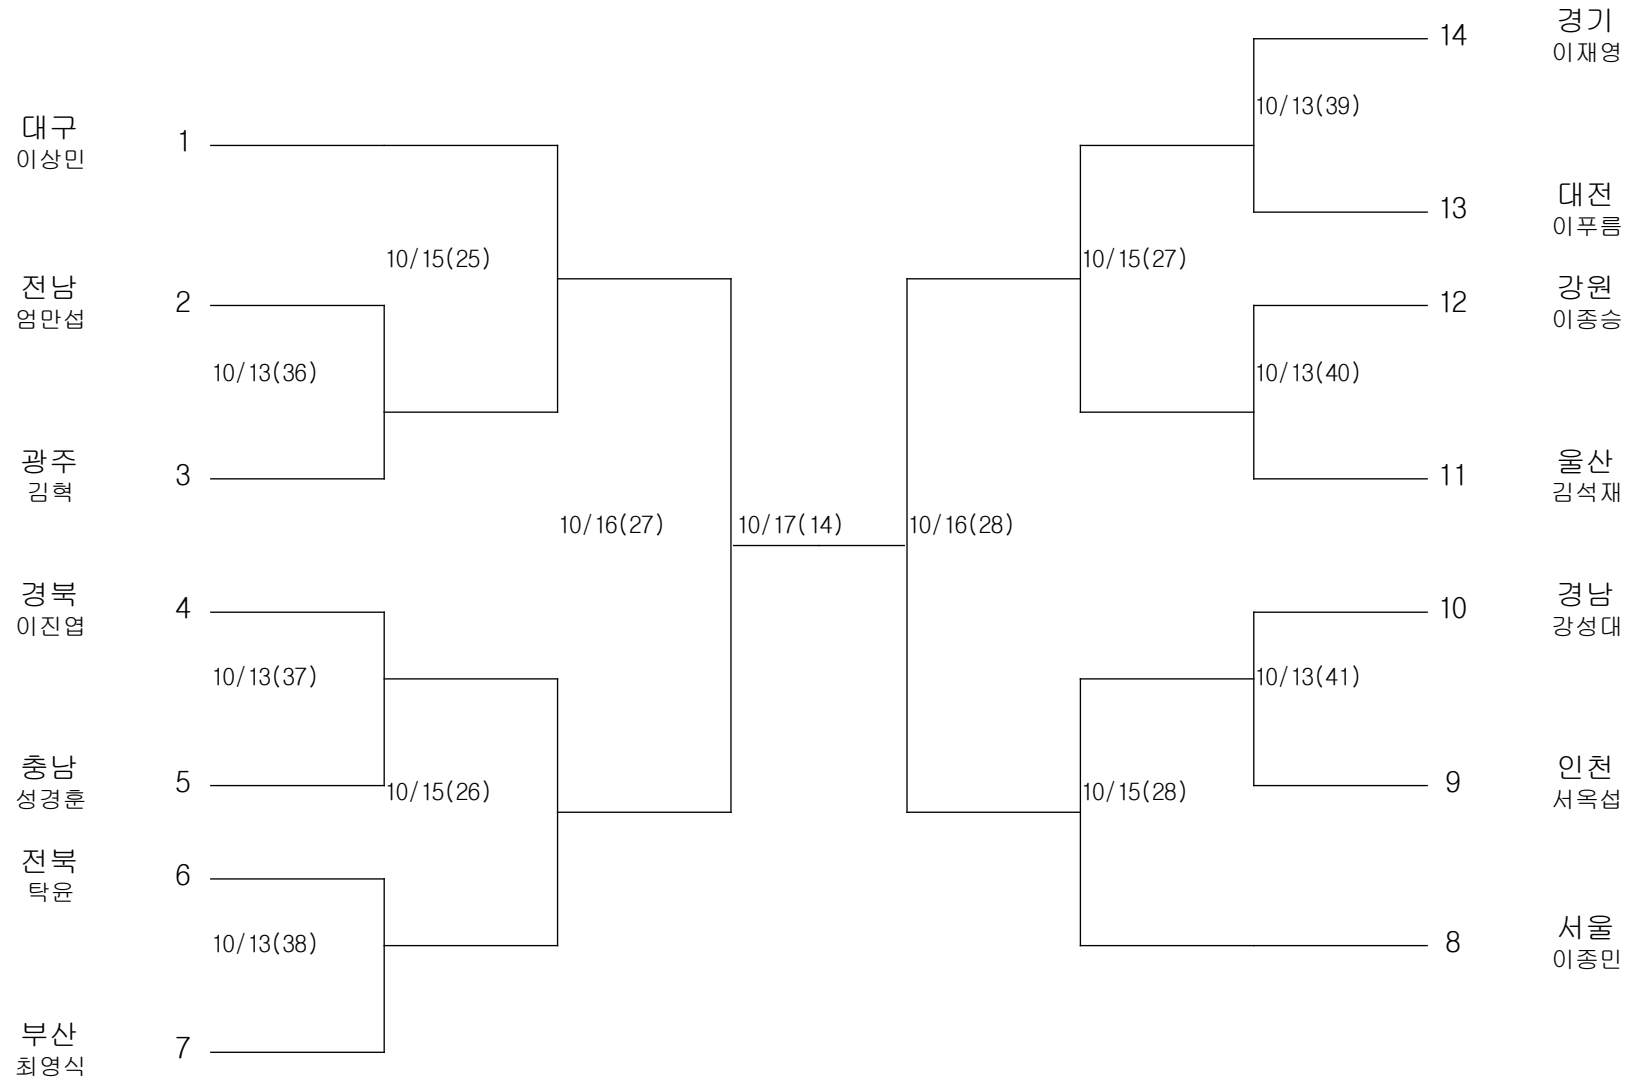 경기
14
이재영
10/13(39)
대구
1
이상민
대전
13
이푸름
10/15(25)
10/15(27)
전남
2
엄만섭
12
강원
이종승
10/13(36)
10/13(40)
광주
3
김혁
11
울산
김석재
10/16(27)
10/17(14)
10/16(28)
경북
4
이진엽
10
경남
강성대
10/13(37)
10/13(41)
충남
5
성경훈
10/15(26)
10/15(28)
9
인천
서옥섭
전북
6
탁윤
10/13(38)
8
서울
이종민
부산
7
최영식